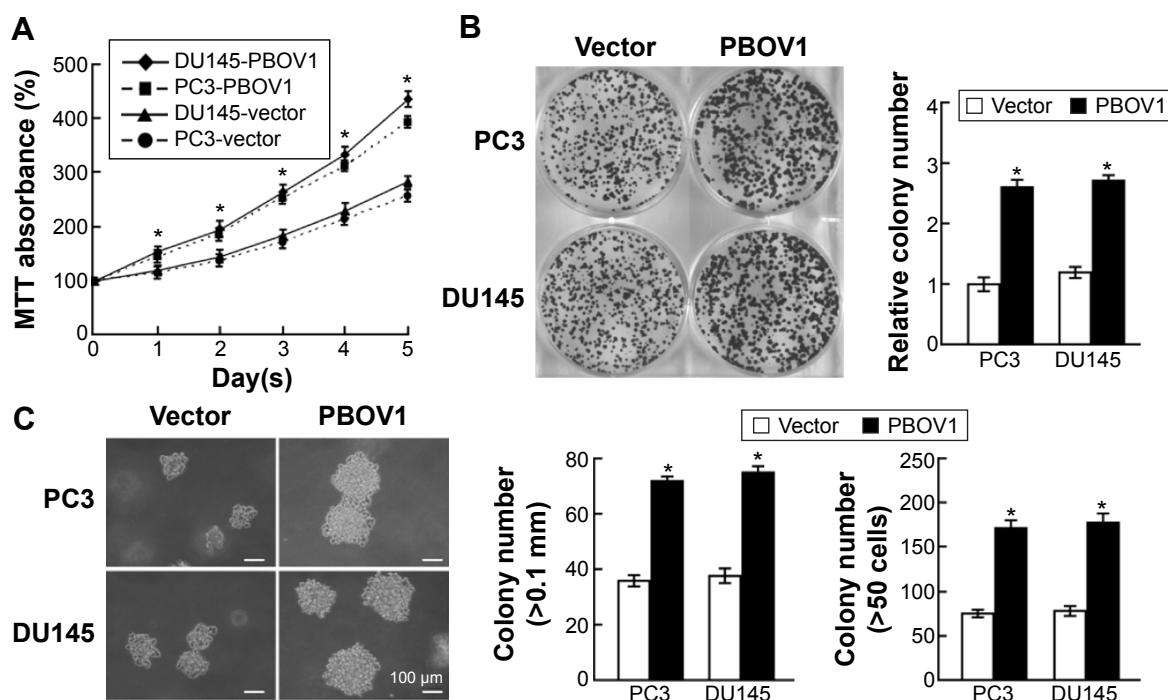 A
DU145-PBOV1
PC3-PBOV1
DU145-vector
PC3-vector
MTT absorbance (%)
500
400
300
200
100
0
0 1 2 3 4 5
Day(s)
* * * * *
B
Vector PBOV1
PC3
DU145
Vector PBOV1
Relative colony number
4
3
2
1
0
* *
PC3 DU145
C
Vector PBOV1
PC3
DU145
100 µm
Vector PBOV1
Colony number
(>0.1 mm)
80
60
40
20
0
* *
PC3 DU145
Colony number
(>50 cells)
250
200
150
100
50
0
* *
PC3 DU145